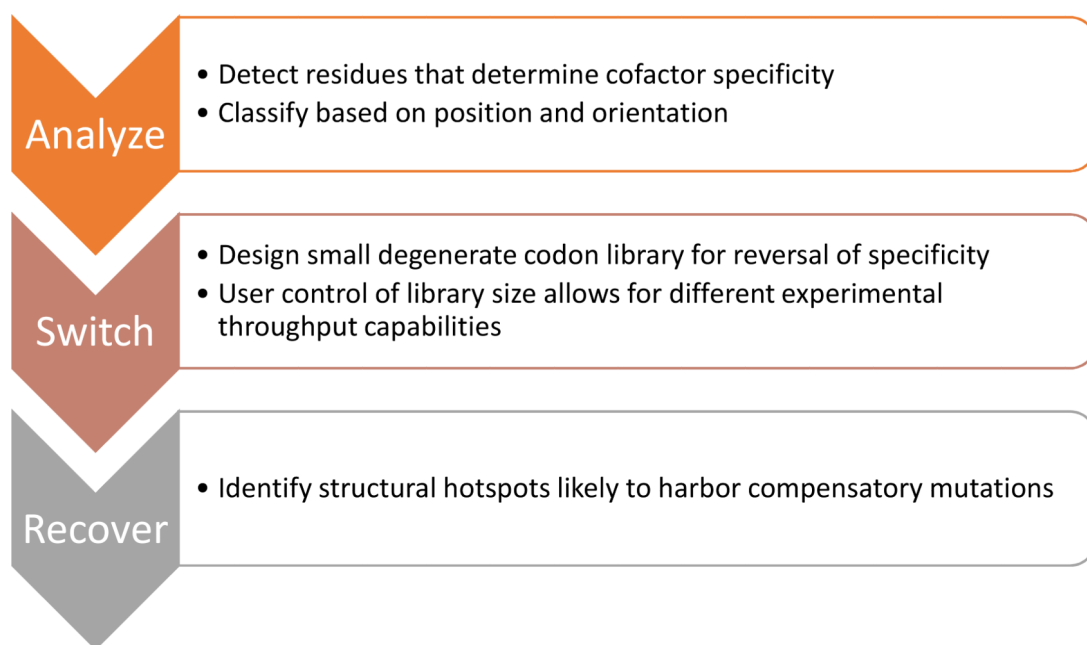 Analyze
• Detect residues that determine cofactor specificity
• Classify based on position and orientation
Switch
• Design small degenerate codon library for reversal of specificity
• User control of library size allows for different experimental
throughput capabilities
Recover
• Identify structural hotspots likely to harbor compensatory mutations